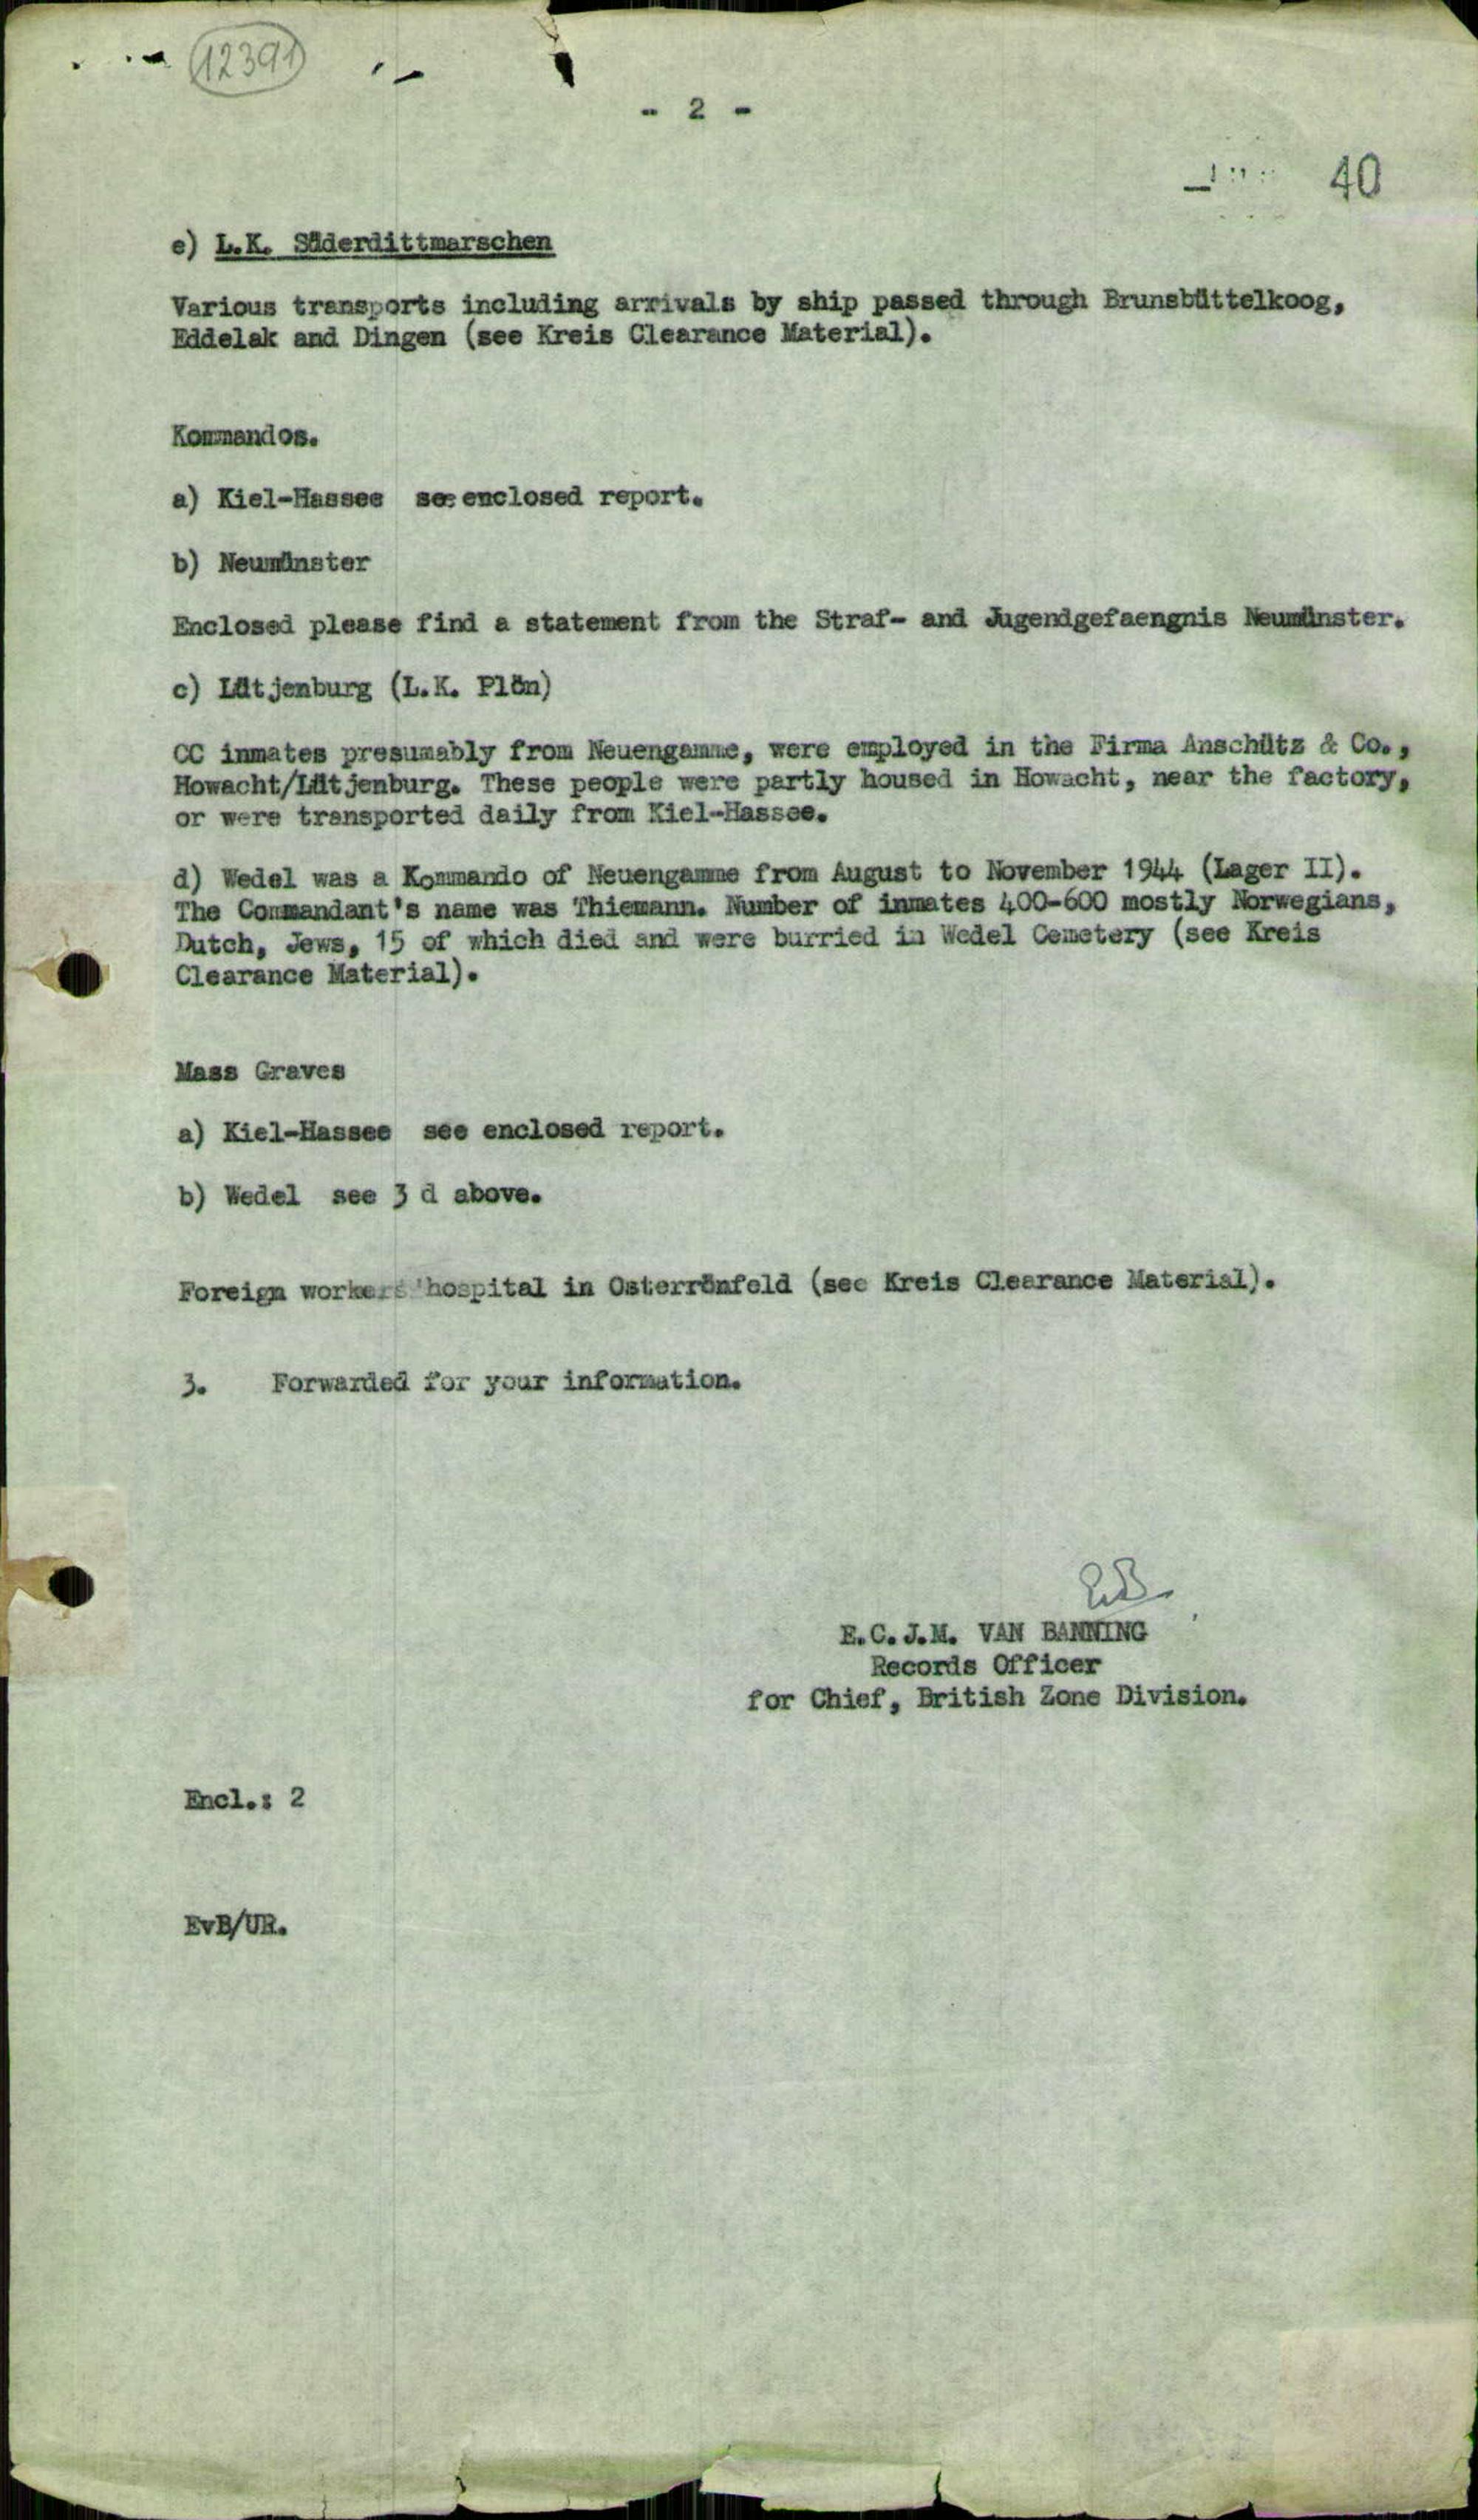 12391
- 2 -
40
e) L.K. Süderdittmarschen
Various transports including arrivals by ship passed through Brunsbüttelkoog,
Eddelak and Dingen (see Kreis Clearance Material).
Kommandos.
a) Kiel-Hassee see enclosed report.
b) Neumünster
Enclosed please find a statement from the Straf- and Jugendgefaengnis Neumünster.
c) Lütjenburg (L.K. Plön)
CC inmates presumably from Neuengamme, were employed in the Firma Anschütz & Co.,
Howacht/Lütjenburg. These people were partly housed in Howacht, near the factory,
or were transported daily from Kiel-Hassee.
d) Wedel was a Kommando of Neuengamme from August to November 1944 (Lager II).
The Commandant's name was Thiemann. Number of inmates 400-600 mostly Norwegians,
Dutch, Jews, 15 of which died and were burried in Wedel Cemetery (see Kreis
Clearance Material).
Mass Graves
a) Kiel-Hassee see enclosed report.
b) Wedel see 3 d above.
Foreign workers' hospital in Osterrönfeld (see Kreis Clearance Material).
3. Forwarded for your information.
EvB
E.C.J.M. VAN BANNING
Records Officer
for Chief, British Zone Division.
Encl.: 2
EvB/UR.